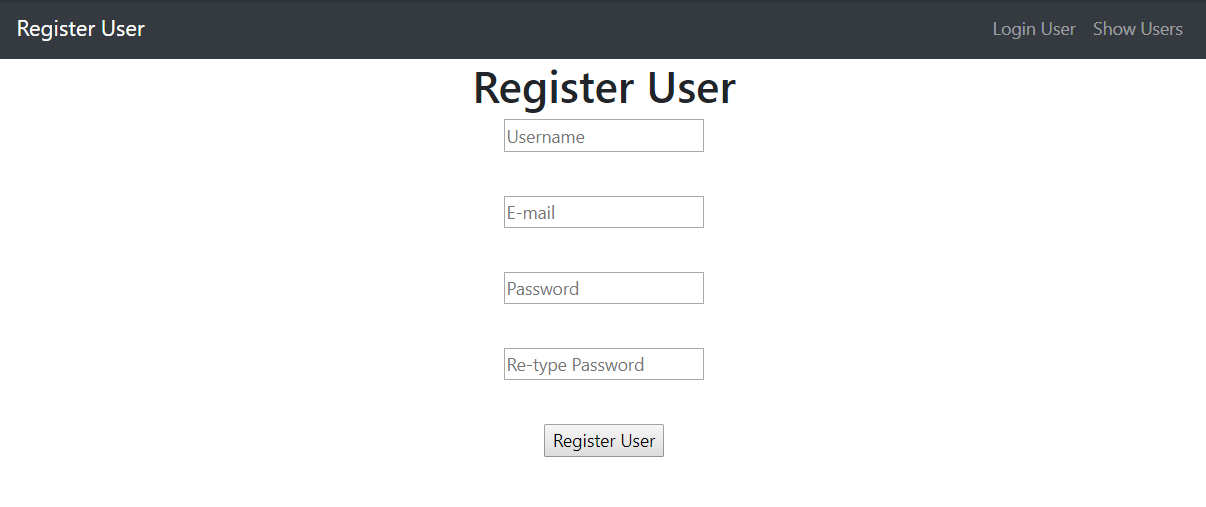 Register User
Login User
Show Users
Register User
Username
E-mail
Password
Re-type Password
Register User